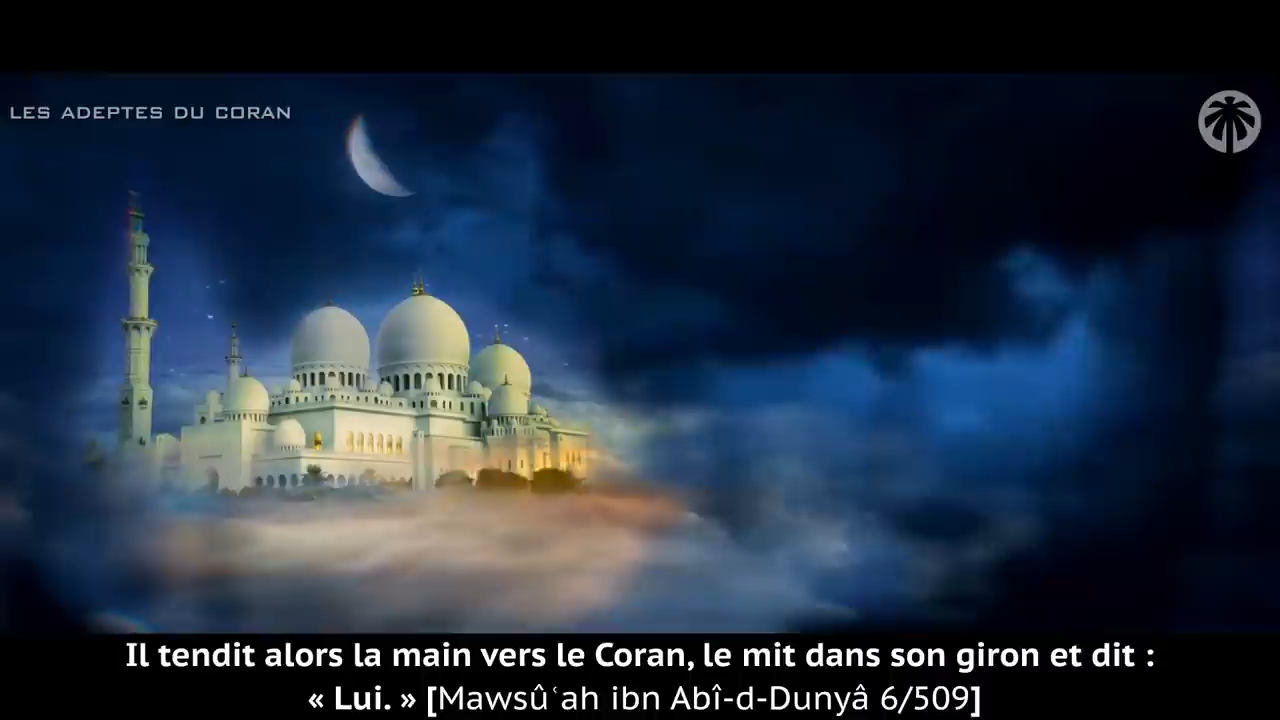 LES ADEPTES DU CORAN
Il tendit alors la main vers le Coran, le mit dans son giron et dit :
« Lui. » [Mawsûʿah ibn Abî-d-Dunyâ 6/509]